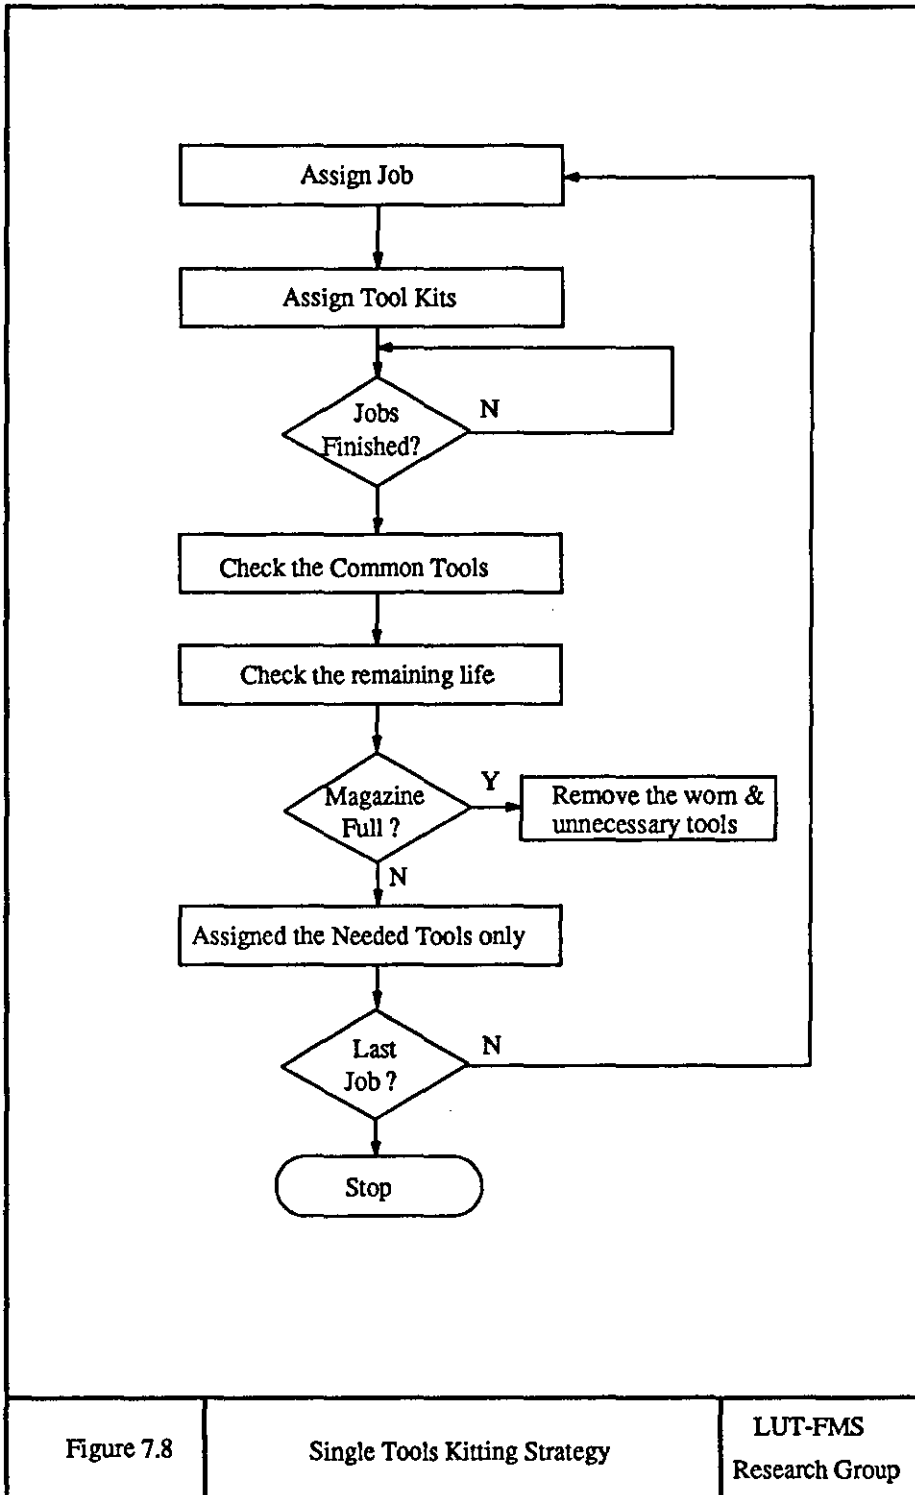 Assign Job
Assign Tool Kits
Jobs
Finished?
N
Check the Common Tools
Check the remaining life
Magazine
Full ?
Y
Remove the worn &
unnecessary tools
N
Assigned the Needed Tools only
Last
Job ?
N
Stop
Figure 7.8
Single Tools Kitting Strategy
LUT-FMS
Research Group